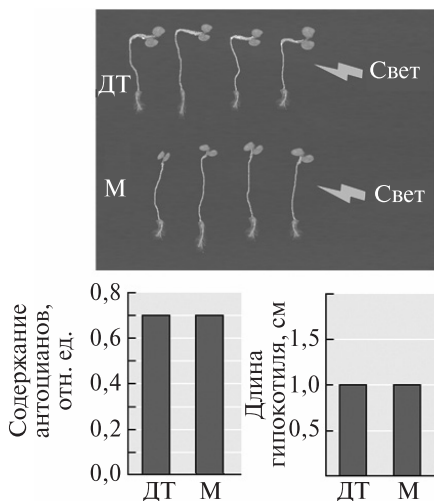 ДТ
Свет
М
Свет
Содержание
антоцианов,
отн. ед.
0,8
0,6
0,4
0,2
0,0
ДТ М
Длина
гипокотиля, см
1,5
1,0
0,5
ДТ М